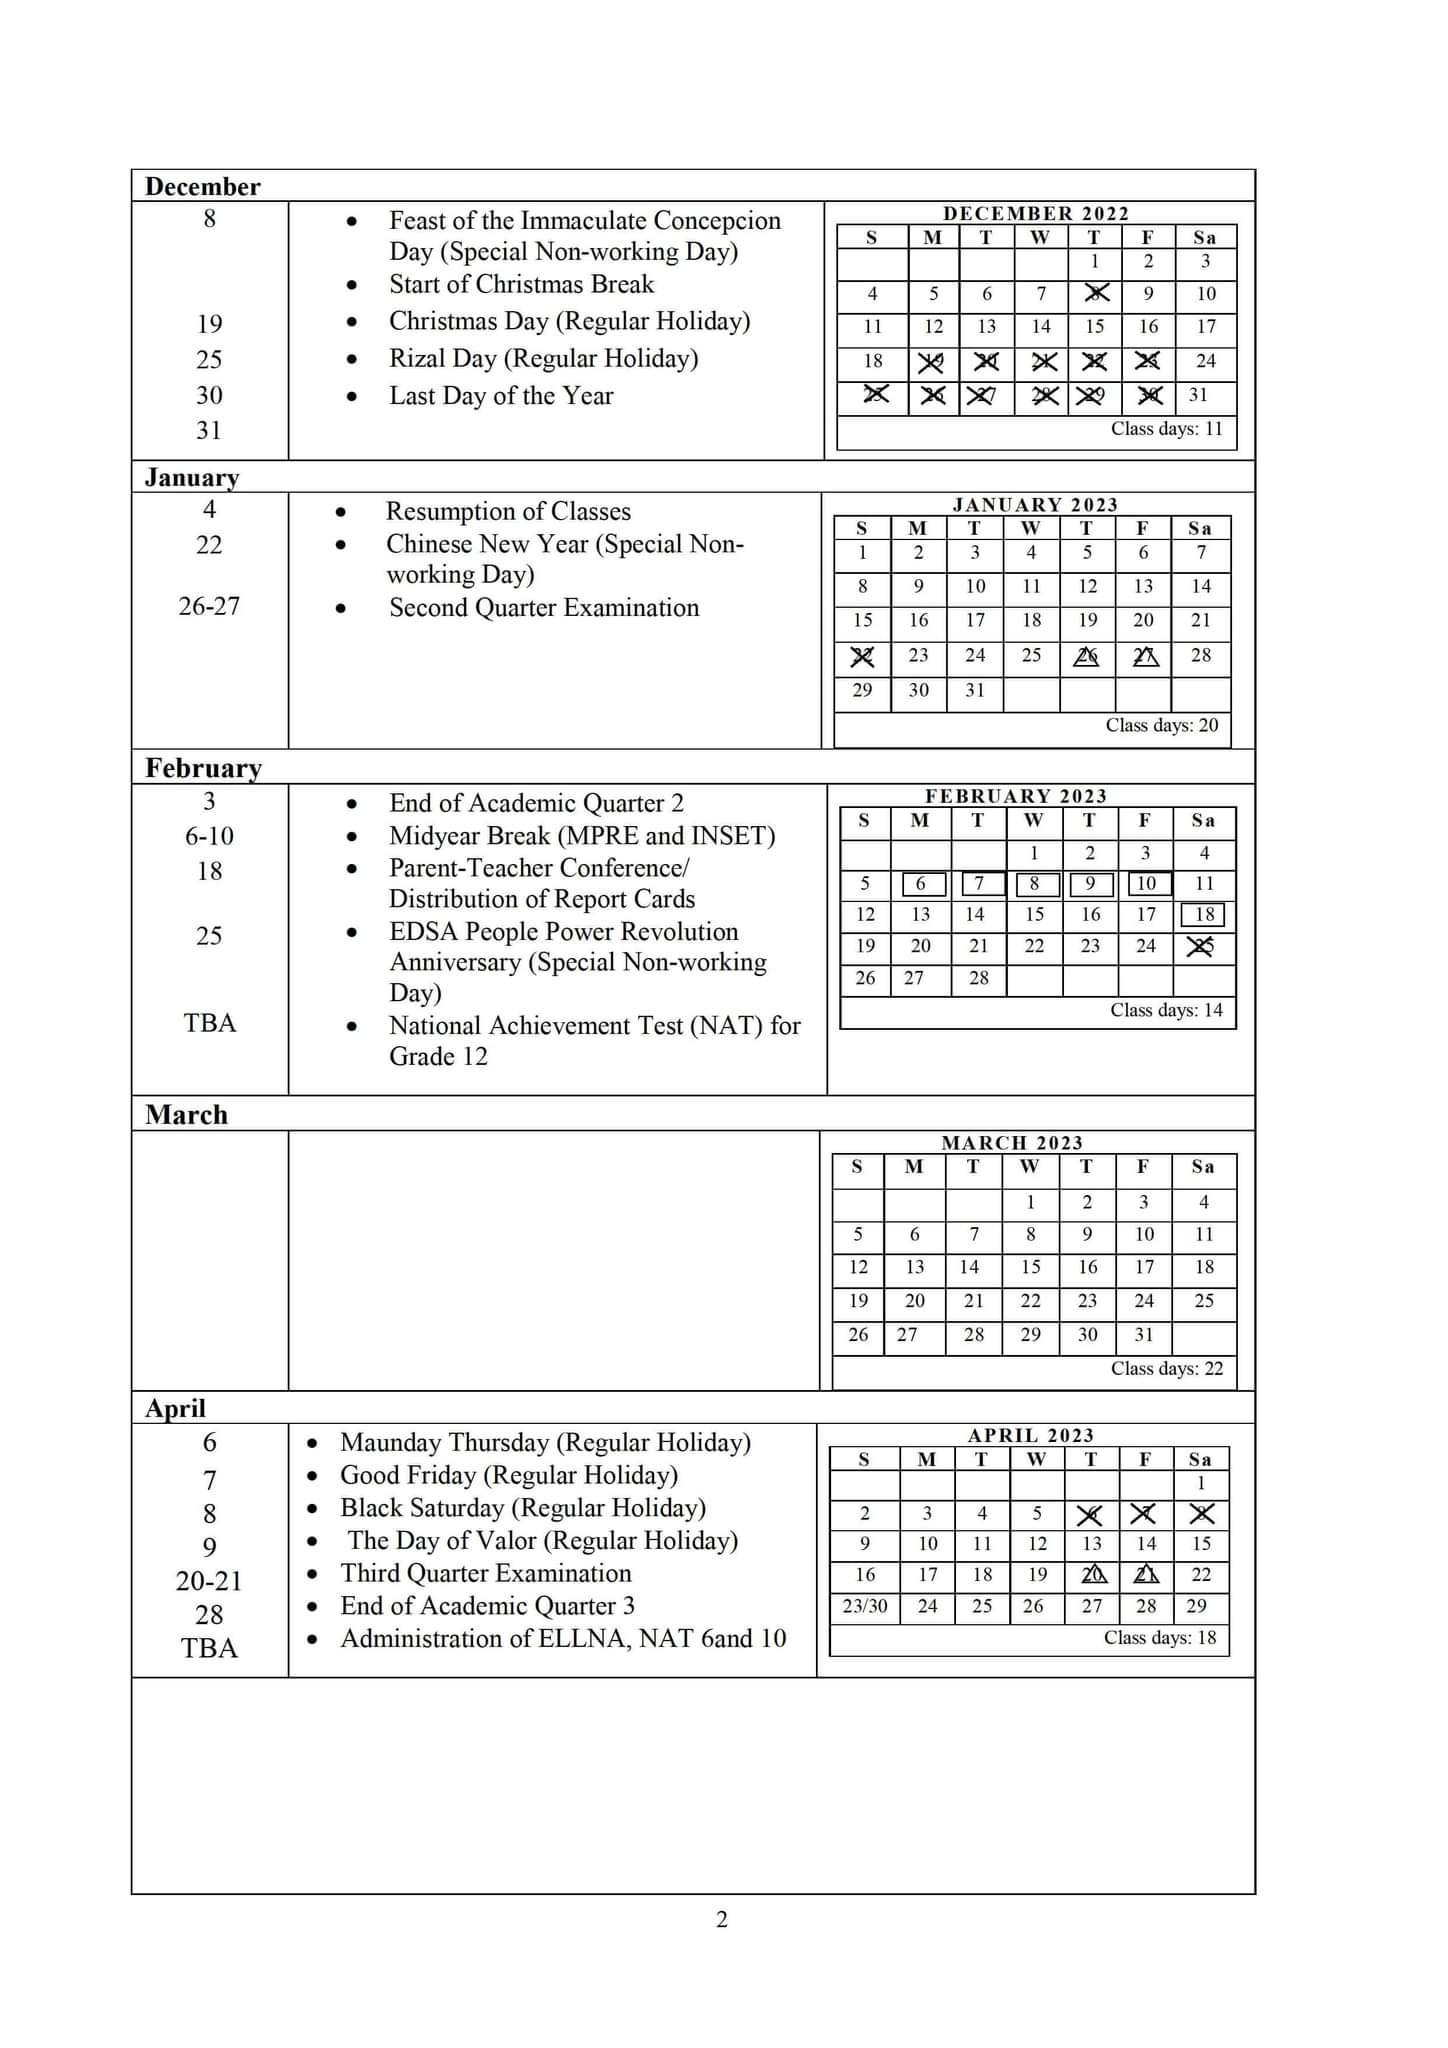 December
8
19
25
30
31
• Feast of the Immaculate Concepcion
Day (Special Non-working Day)
• Start of Christmas Break
• Christmas Day (Regular Holiday)
• Rizal Day (Regular Holiday)
• Last Day of the Year
DECEMBER 2022
S M T W T F Sa
1 2 3
4 5 6 7 8 9 10
11 12 13 14 15 16 17
18 19 20 21 22 23 24
25 26 27 28 29 30 31
Class days: 11
January
4
22
26-27
• Resumption of Classes
• Chinese New Year (Special Non-
working Day)
• Second Quarter Examination
JANUARY 2023
S M T W T F Sa
1 2 3 4 5 6 7
8 9 10 11 12 13 14
15 16 17 18 19 20 21
22 23 24 25 26 27 28
29 30 31
Class days: 20
February
3
6-10
18
25
TBA
• End of Academic Quarter 2
• Midyear Break (MPRE and INSET)
• Parent-Teacher Conference/
Distribution of Report Cards
• EDSA People Power Revolution
Anniversary (Special Non-working
Day)
• National Achievement Test (NAT) for
Grade 12
FEBRUARY 2023
S M T W T F Sa
1 2 3 4
5 6 7 8 9 10 11
12 13 14 15 16 17 18
19 20 21 22 23 24 25
26 27 28
Class days: 14
March
MARCH 2023
S M T W T F Sa
1 2 3 4
5 6 7 8 9 10 11
12 13 14 15 16 17 18
19 20 21 22 23 24 25
26 27 28 29 30 31
Class days: 22
April
6
7
8
9
20-21
28
TBA
• Maunday Thursday (Regular Holiday)
• Good Friday (Regular Holiday)
• Black Saturday (Regular Holiday)
• The Day of Valor (Regular Holiday)
• Third Quarter Examination
• End of Academic Quarter 3
• Administration of ELLNA, NAT 6and 10
APRIL 2023
S M T W T F Sa
1
2 3 4 5 6 7 8
9 10 11 12 13 14 15
16 17 18 19 20 21 22
23/30 24 25 26 27 28 29
Class days: 18
2